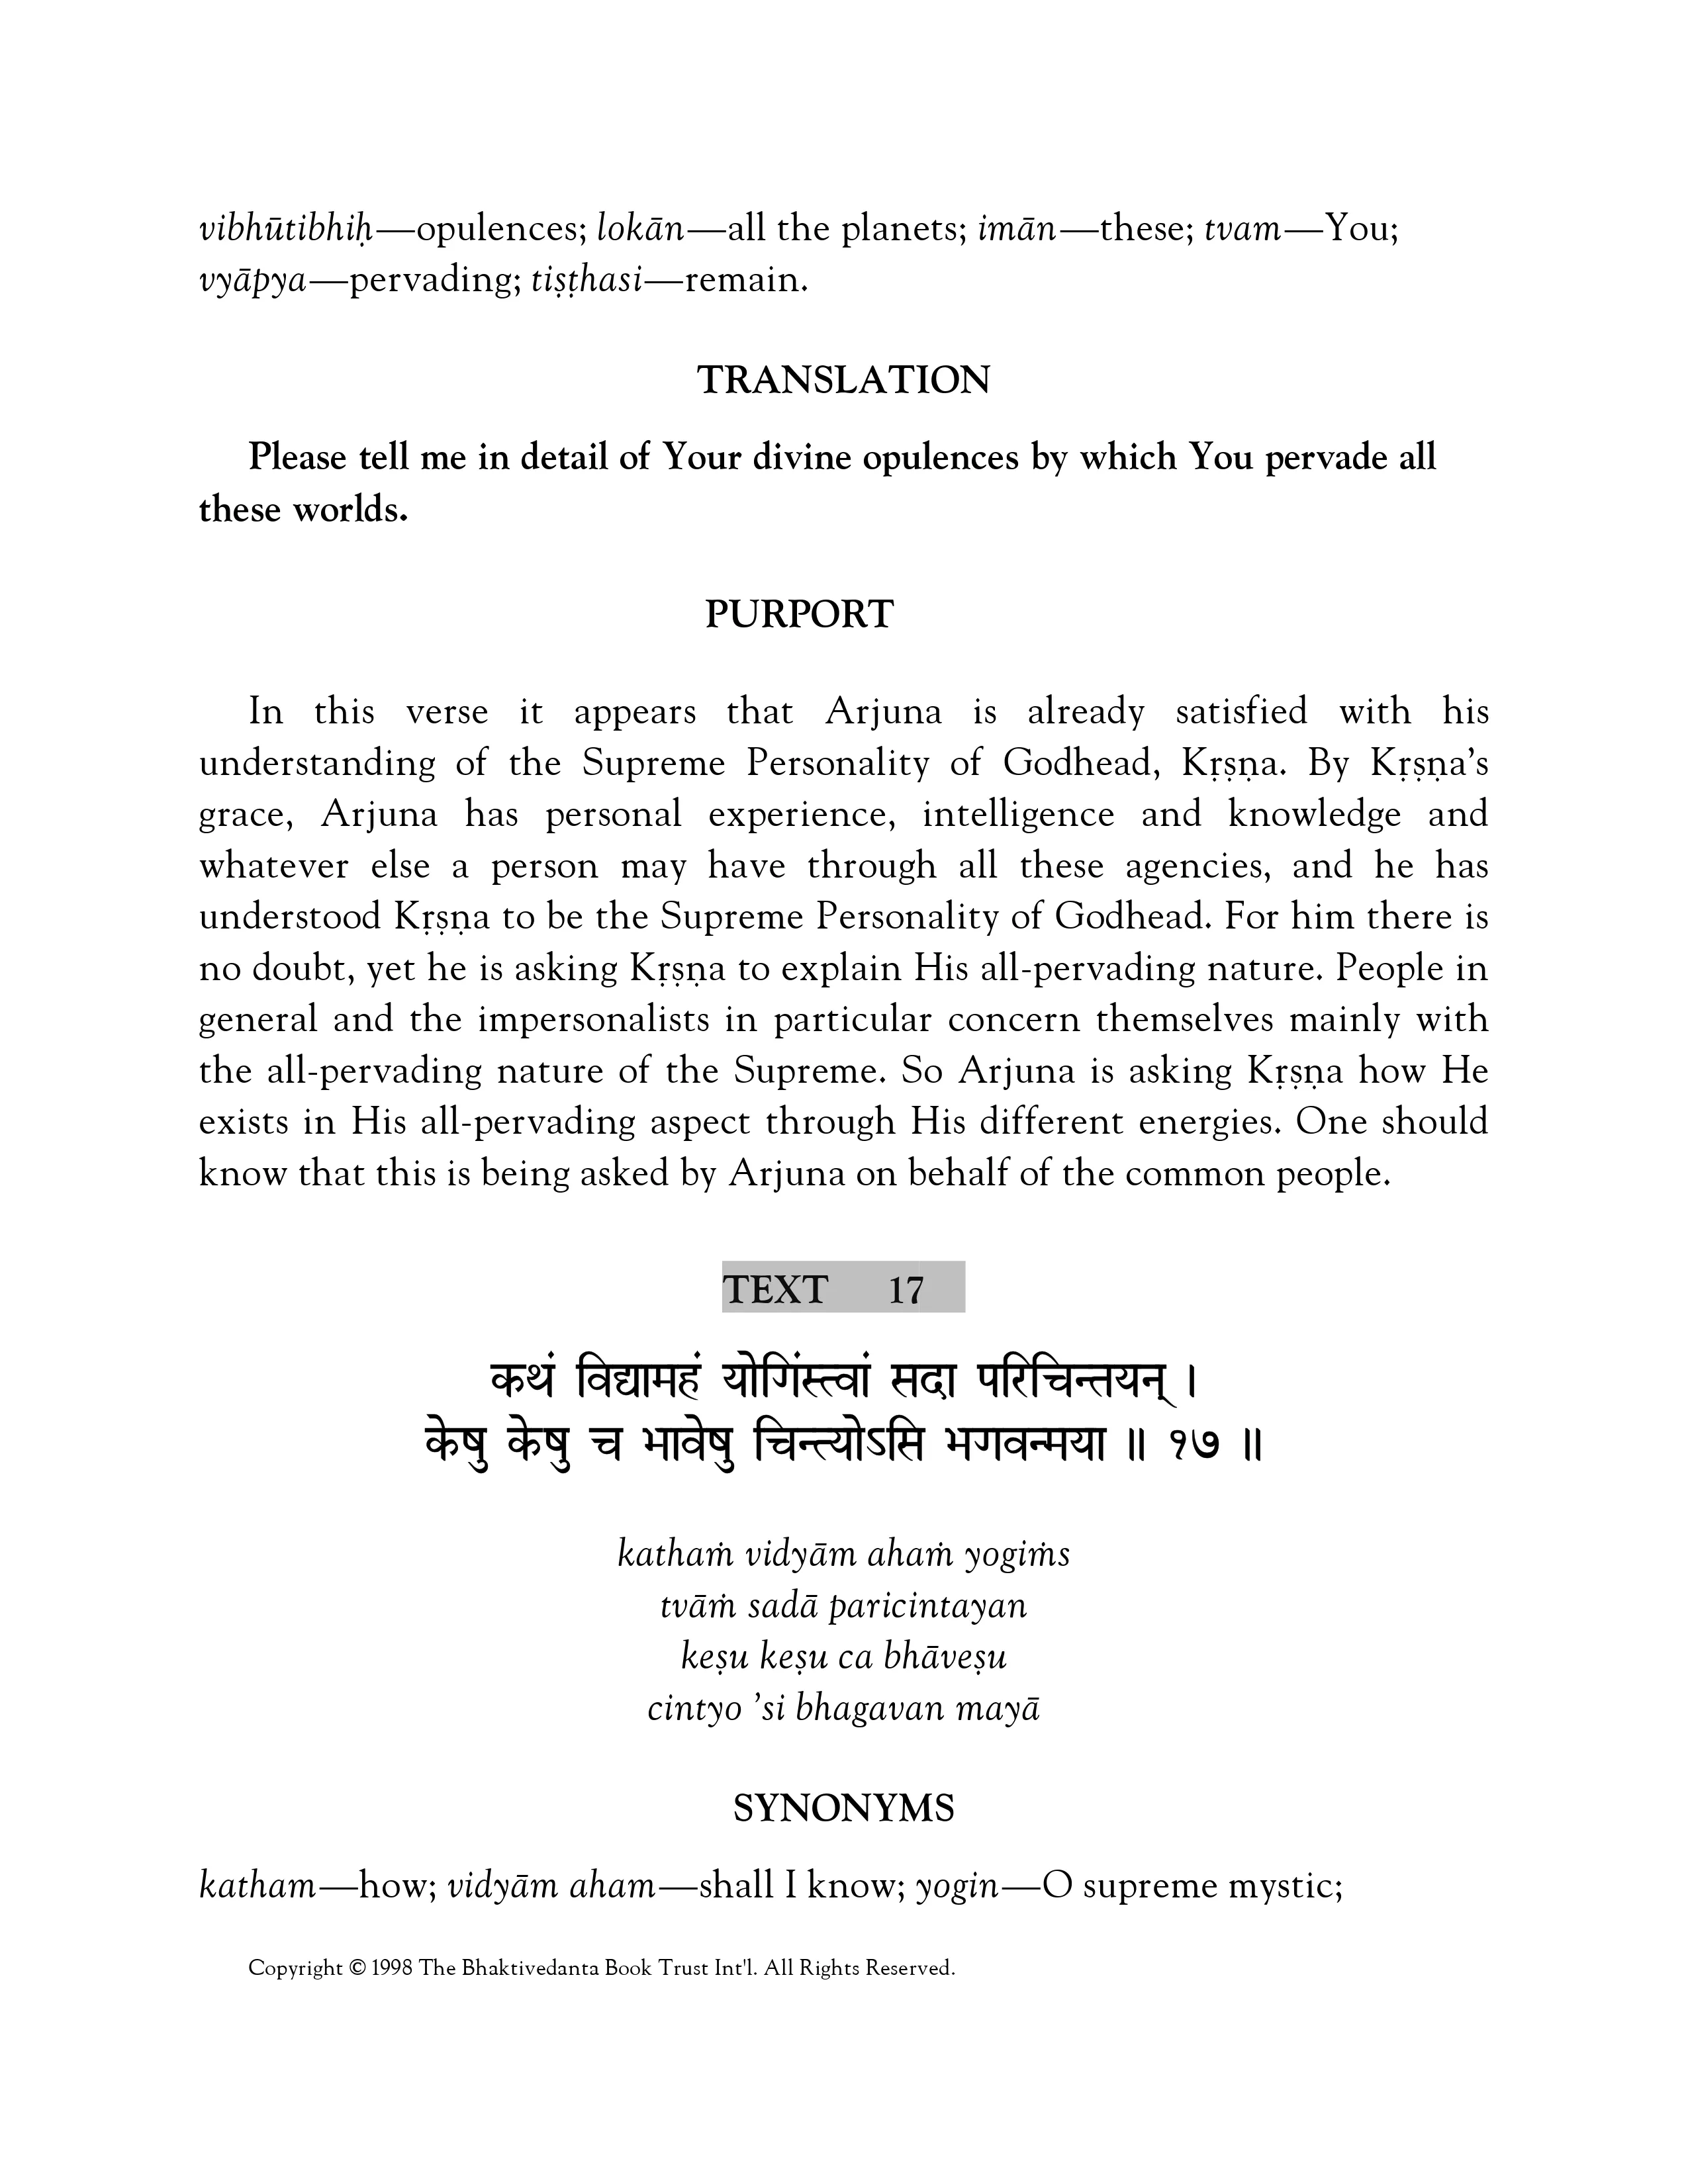 vibhūtibhiḥ—opulences; lokān—all the planets; imān—these; tvam—You;
vyāpya—pervading; tiṣṭhasi—remain.
TRANSLATION
Please tell me in detail of Your divine opulences by which You pervade all
these worlds.
PURPORT
In this verse it appears that Arjuna is already satisfied with his
understanding of the Supreme Personality of Godhead, Kṛṣṇa. By Kṛṣṇa’s
grace, Arjuna has personal experience, intelligence and knowledge and
whatever else a person may have through all these agencies, and he has
understood Kṛṣṇa to be the Supreme Personality of Godhead. For him there is
no doubt, yet he is asking Kṛṣṇa to explain His all-pervading nature. People in
general and the impersonalists in particular concern themselves mainly with
the all-pervading nature of the Supreme. So Arjuna is asking Kṛṣṇa how He
exists in His all-pervading aspect through His different energies. One should
know that this is being asked by Arjuna on behalf of the common people.
TEXT 17
कथं विद्यामहं योगिंस्त्वां सदा परिचिन्तयन् ।
केषु केषु च भावेषु चिन्त्योऽसि भगवन्मया ॥ १७ ॥
kathaṁ vidyām ahaṁ yogiṁs
tvāṁ sadā paricintayan
keṣu keṣu ca bhāveṣu
cintyo ’si bhagavan mayā
SYNONYMS
katham—how; vidyām aham—shall I know; yogin—O supreme mystic;
Copyright © 1998 The Bhaktivedanta Book Trust Int'l. All Rights Reserved.